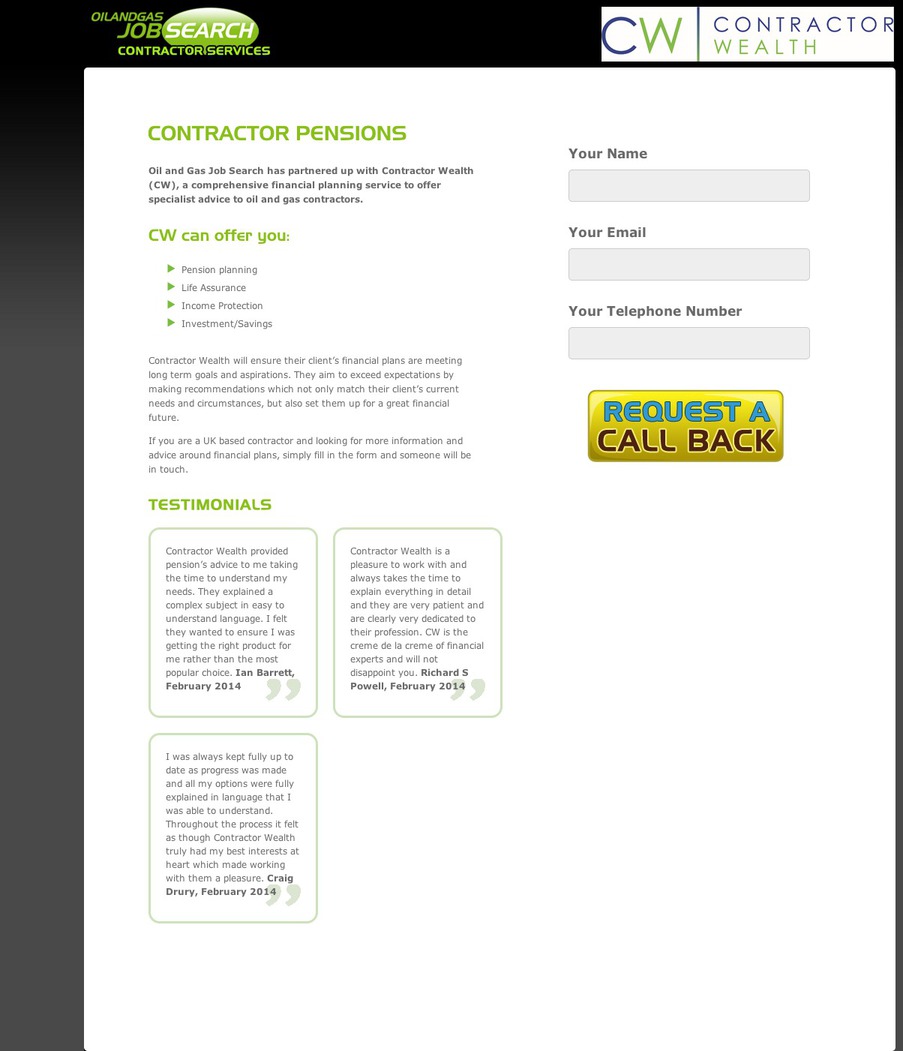 OILANDGAS
JOBSEARCH
CONTRACTOR SERVICES
CW CONTRACTOR
WEALTH
CONTRACTOR PENSIONS
Oil and Gas Job Search has partnered up with Contractor Wealth
(CW), a comprehensive financial planning service to offer
specialist advice to oil and gas contractors.
CW can offer you:
Pension planning
Life Assurance
Income Protection
Investment/Savings
Contractor Wealth will ensure their client's financial plans are meeting
long term goals and aspirations. They aim to exceed expectations by
making recommendations which not only match their client's current
needs and circumstances, but also set them up for a great financial
future.
If you are a UK based contractor and looking for more information and
advice around financial plans, simply fill in the form and someone will be
in touch.
TESTIMONIALS
Contractor Wealth provided
pension's advice to me taking
the time to understand my
needs. They explained a
complex subject in easy to
understand language. I felt
they wanted to ensure I was
getting the right product for
me rather than the most
popular choice. Ian Barrett,
February 2014
Contractor Wealth is a
pleasure to work with and
always takes the time to
explain everything in detail
and they are very patient and
are clearly very dedicated to
their profession. CW is the
creme de la creme of financial
experts and will not
disappoint you. Richard S
Powell, February 2014
I was always kept fully up to
date as progress was made
and all my options were fully
explained in language that I
was able to understand.
Throughout the process it felt
as though Contractor Wealth
truly had my best interests at
heart which made working
with them a pleasure. Craig
Drury, February 2014
Your Name
Your Email
Your Telephone Number
REQUEST A
CALL BACK